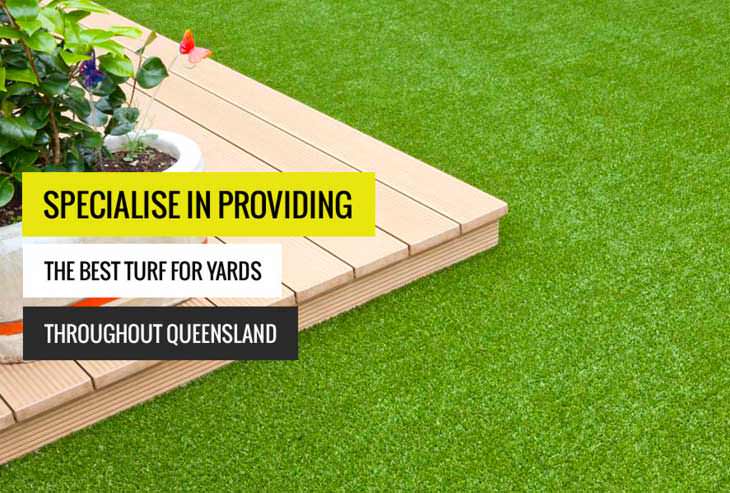 SPECIALISE IN PROVIDING
THE BEST TURF FOR YARDS
THROUGHOUT QUEENSLAND